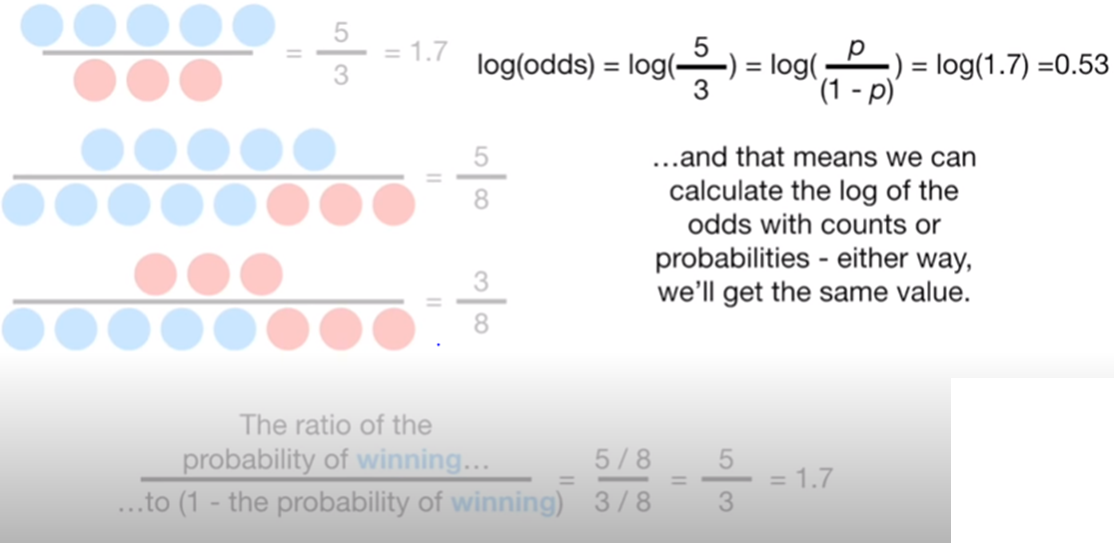 5/3 = 1.7
log(odds) = log(5/3) = log(p/(1 - p)) = log(1.7) =0.53
= 5/8
…and that means we can
calculate the log of the
odds with counts or
probabilities - either way,
we’ll get the same value.
= 3/8
The ratio of the
probability of winning…
…to (1 - the probability of winning)
= 5 / 8
3 / 8
= 5/3 = 1.7